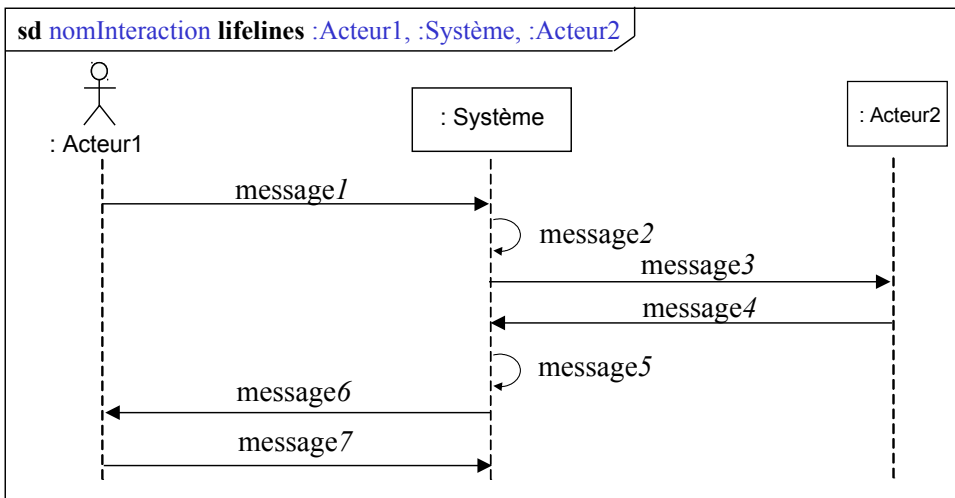 sd nomInteraction lifelines :Acteur1, :Système, :Acteur2
: Acteur1
: Système
: Acteur2
message1
message2
message3
message4
message5
message6
message7